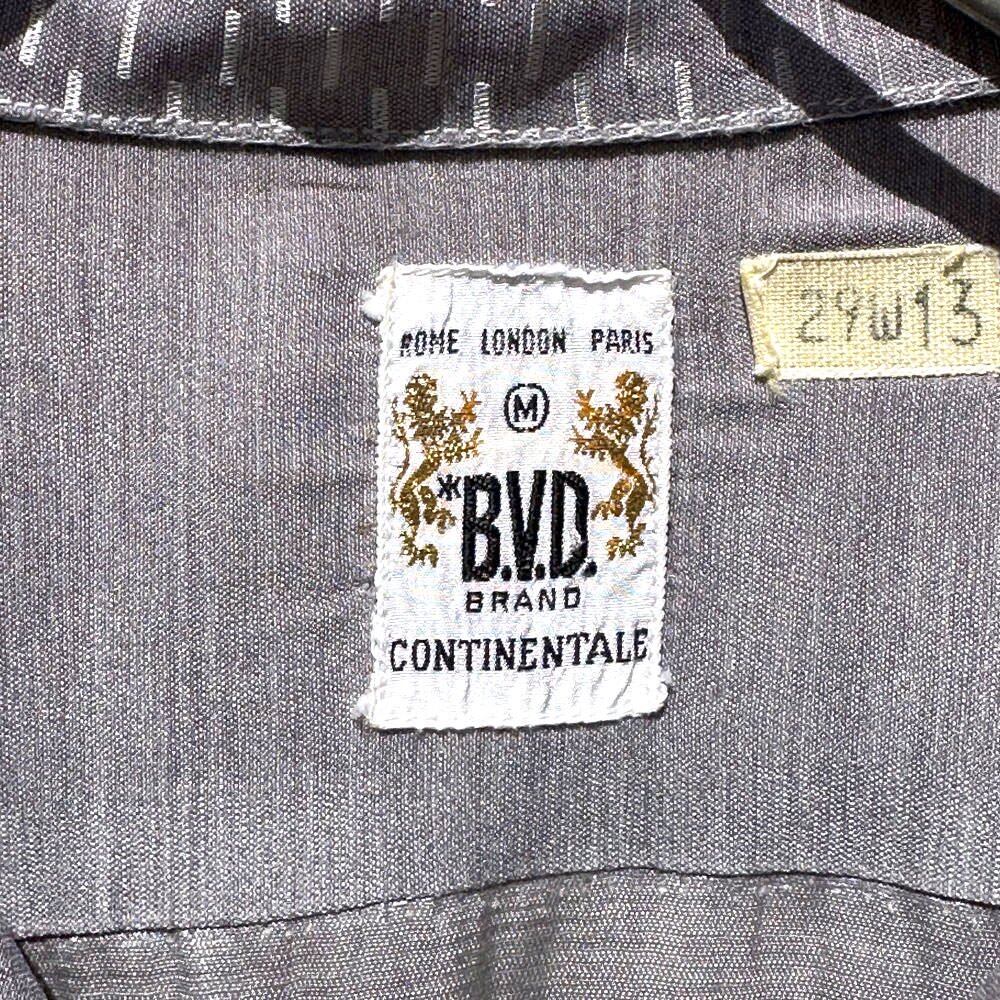 ROME LONDON PARIS
M
*B.V.D.
BRAND
CONTINENTALE
29W13